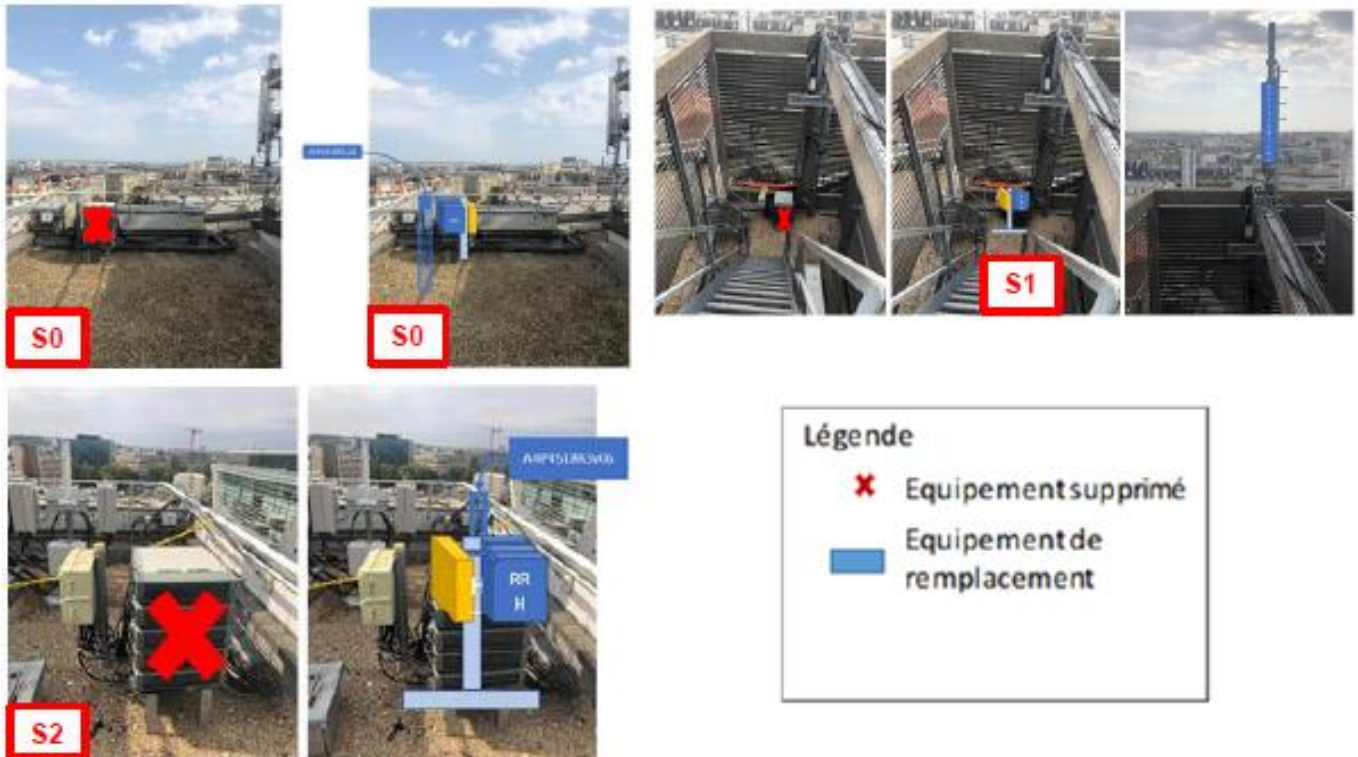 S0
S0
S1
RR
H
S2
Légende
Equipement supprimé
Equipement de
remplacement